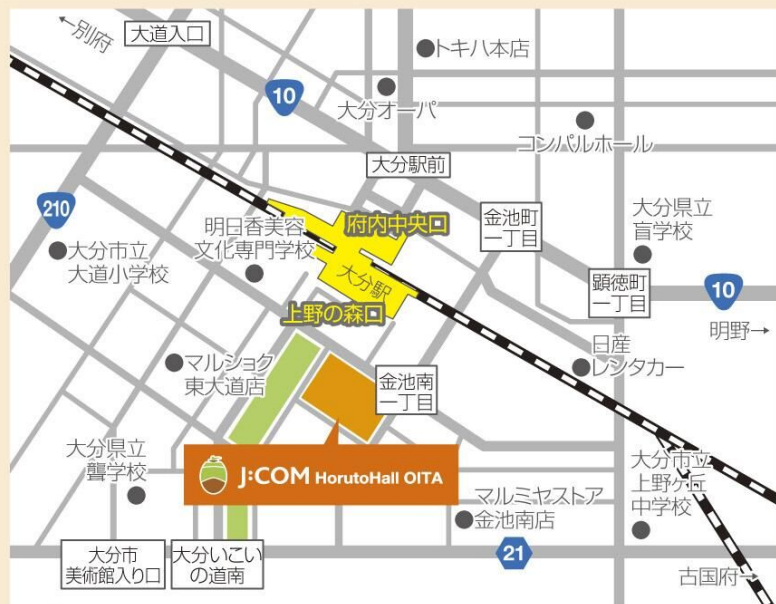 ←別府
大道入口
トキハ本店
10
大分オーパ
コンパルホール
大分駅前
210
明日香美容
文化専門学校
府内中央口
金池町
一丁目
大分県立
盲学校
大分市立
大道小学校
大分駅
顕徳町
一丁目
10
明野→
上野の森口
日産
レンタカー
マルショク
東大道店
金池南
一丁目
大分県立
聾学校
J:COM HorutoHall OITA
マルミヤストア
金池南店
大分市立
上野ケ丘
中学校
大分市
美術館入り口
大分いこい
の道南
21
古国府→